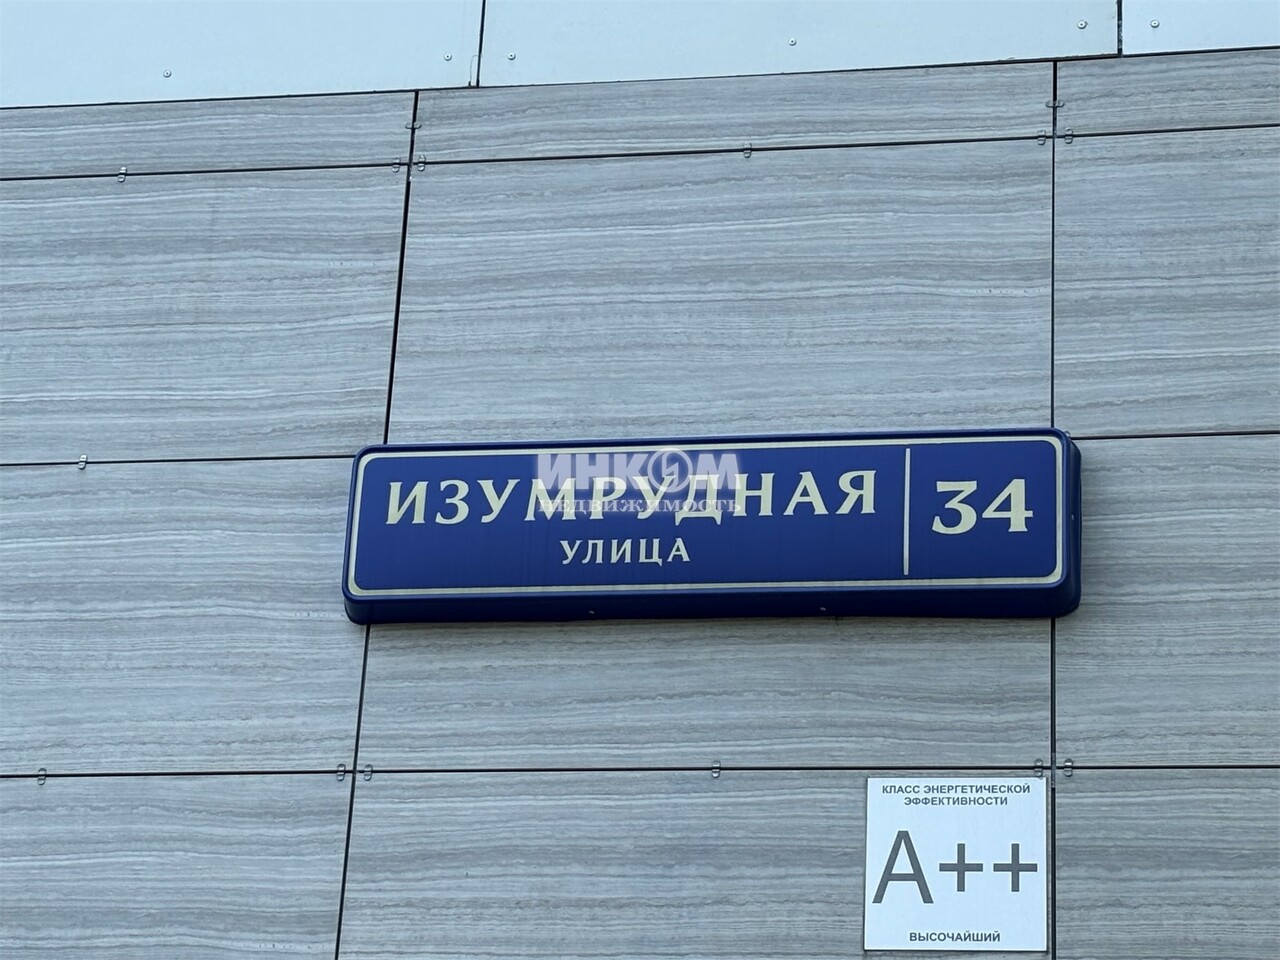 ИНКОМ
НЕДВИЖИМОСТЬ
ИЗУМРУДНАЯ
УЛИЦА
34
КЛАСС ЭНЕРГЕТИЧЕСКОЙ
ЭФФЕКТИВНОСТИ
A++
ВЫСОЧАЙШИЙ